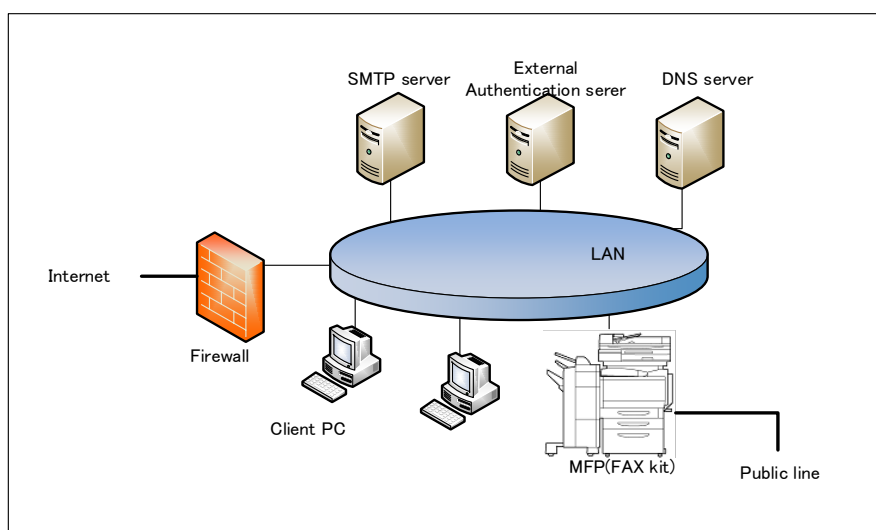 SMTP server
External
Authentication serer
DNS server
LAN
Internet
Firewall
Client PC
MFP(FAX kit)
Public line